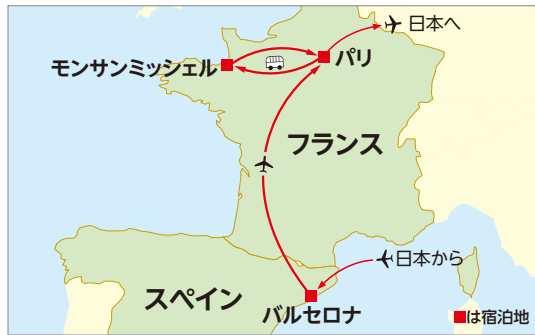 日本へ
パリ
モンサンミッシェル
フランス
日本から
スペイン
バルセロナ
■は宿泊地